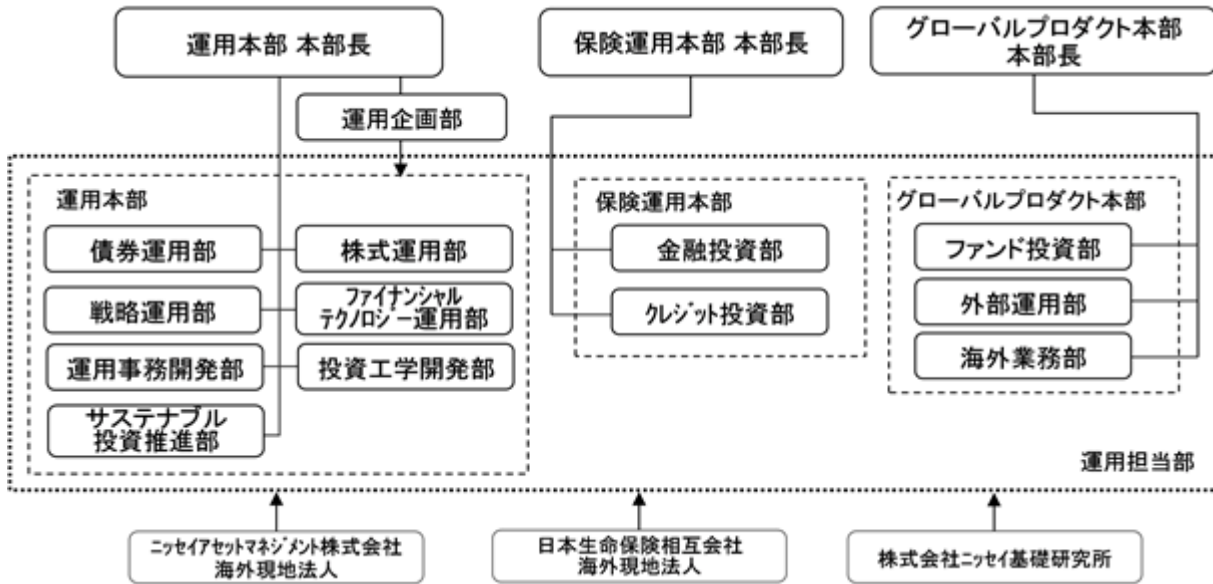 運用本部 本部長
保険運用本部 本部長
グローバルプロダクト本部
本部長
運用企画部
運用本部
債券運用部
株式運用部
戦略運用部
ファイナンシャル
テクノロジー運用部
運用事務開発部
投資工学開発部
サステナブル
投資推進部
保険運用本部
金融投資部
クレジット投資部
グローバルプロダクト本部
ファンド投資部
外部運用部
海外業務部
運用担当部
ニッセイアセットマネジメント株式会社
海外現地法人
日本生命保険相互会社
海外現地法人
株式会社ニッセイ基礎研究所